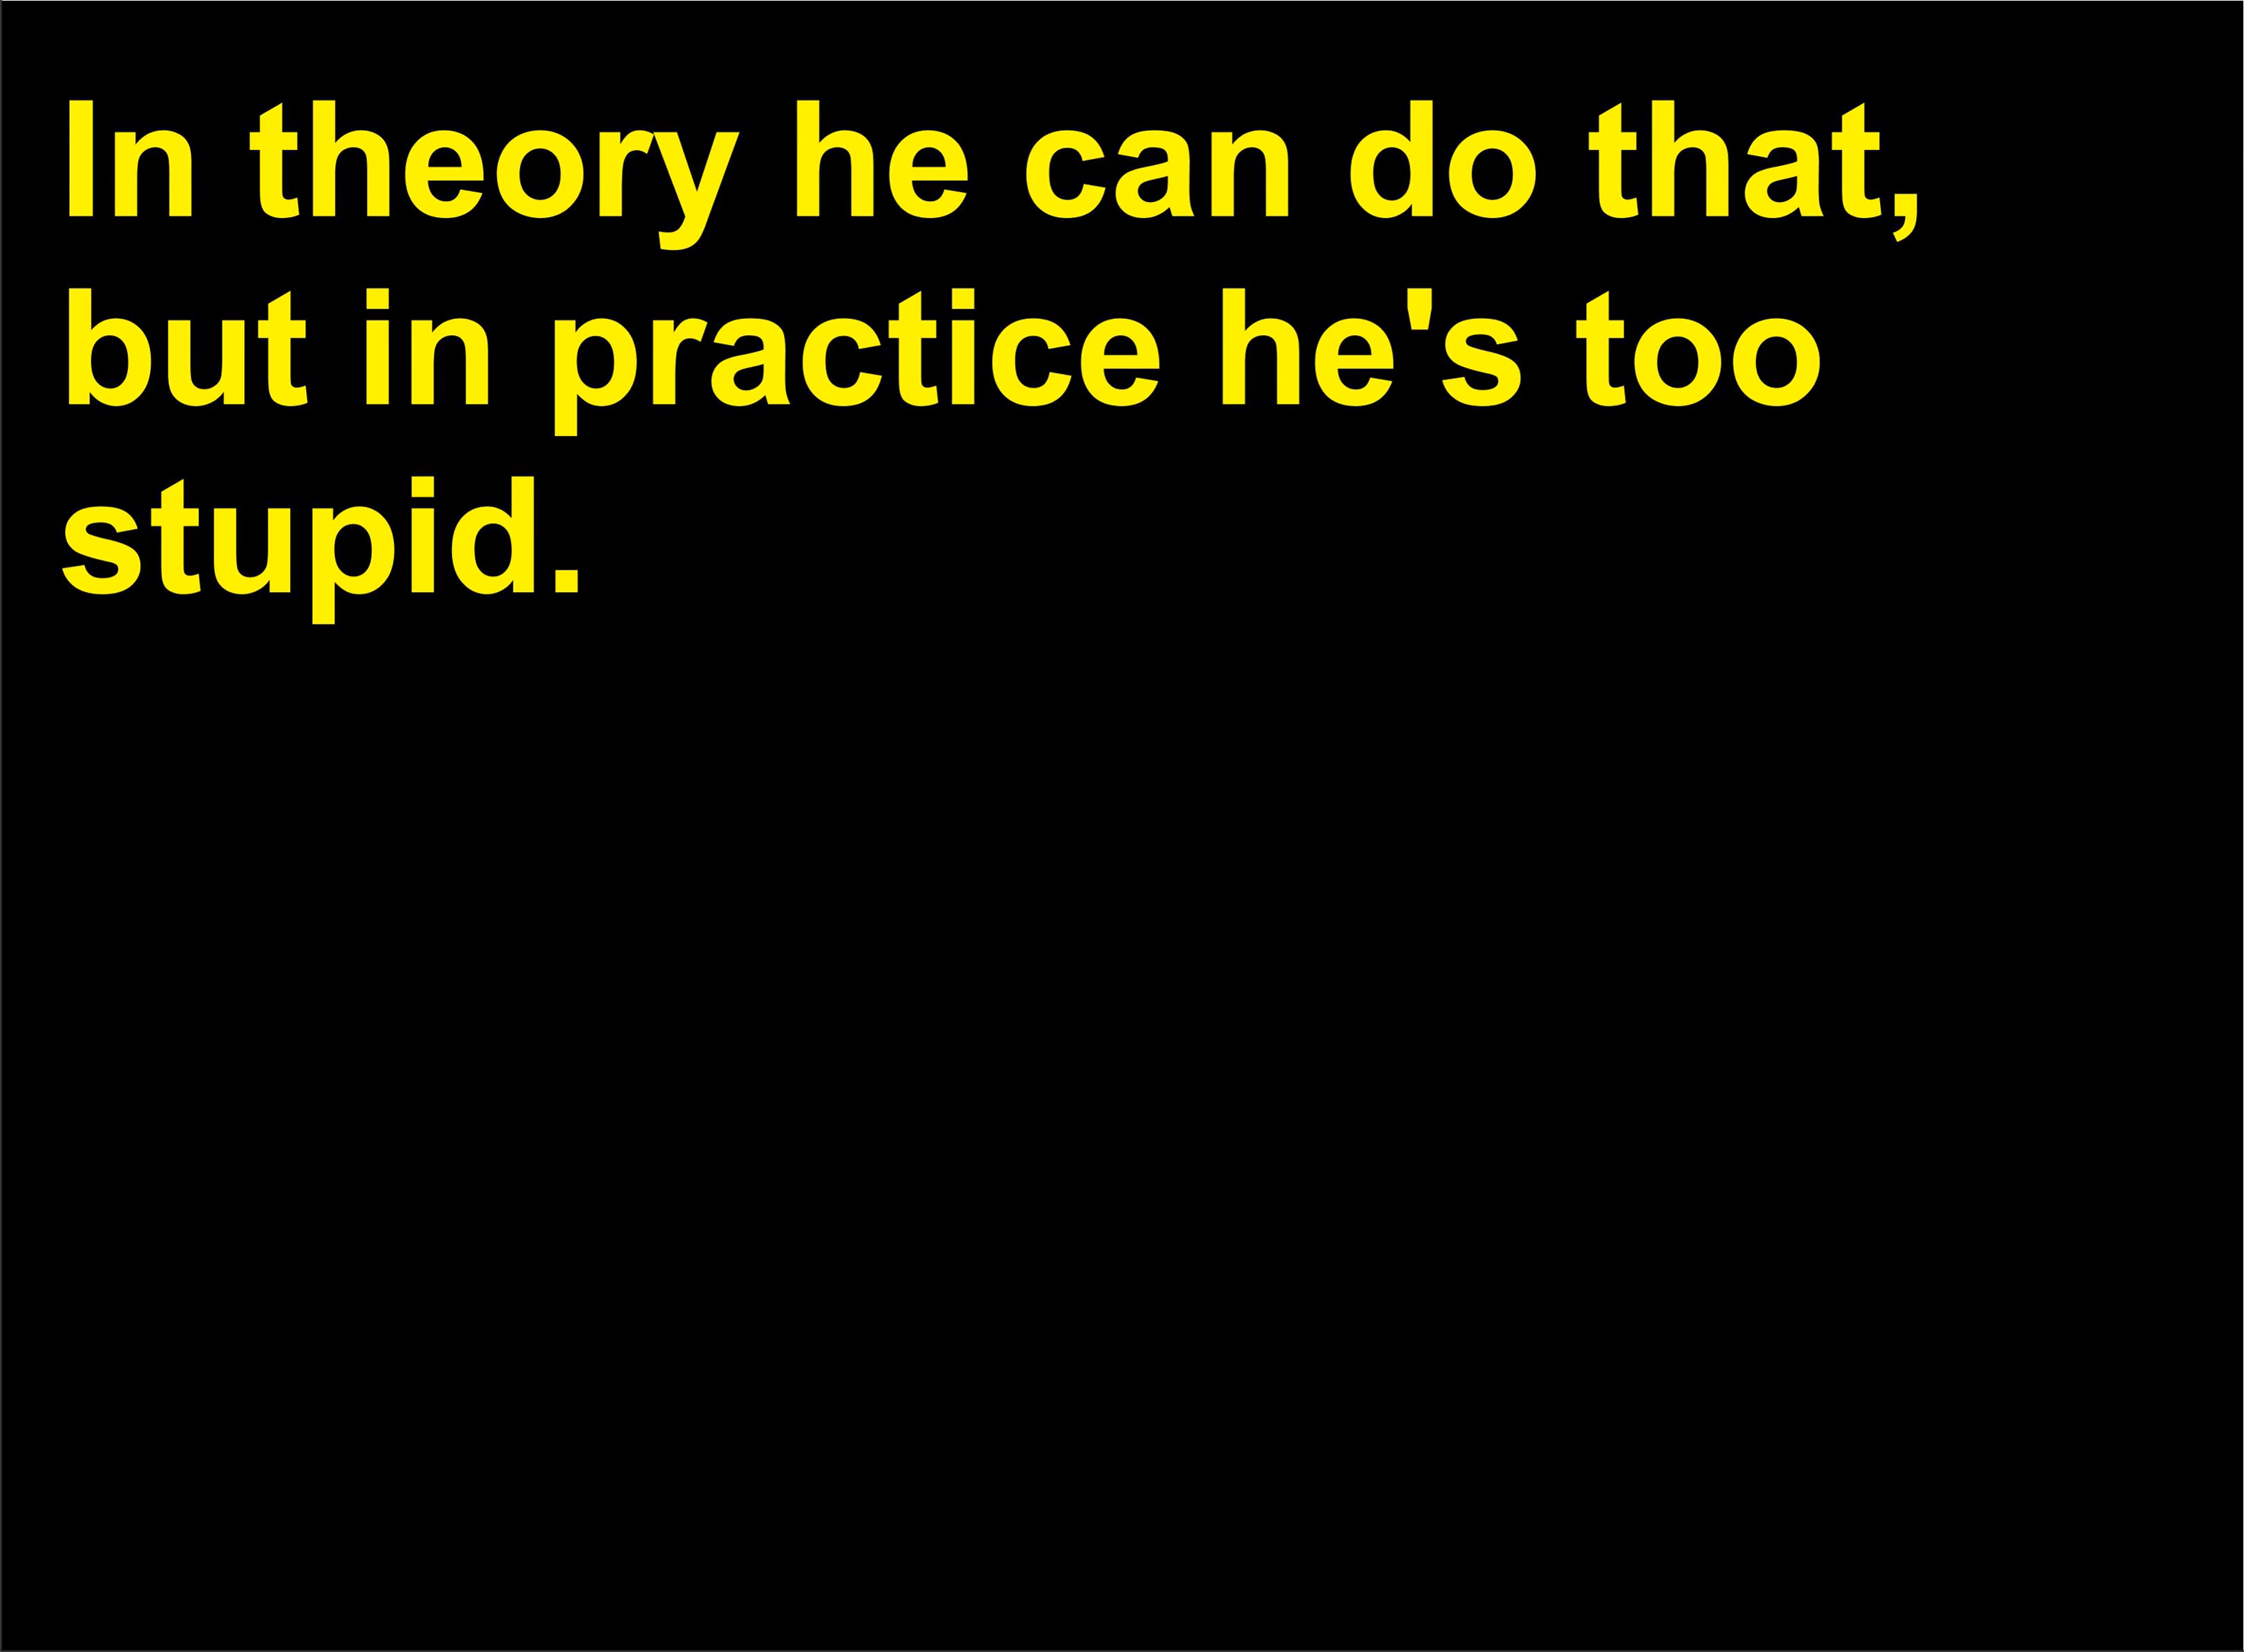 In theory he can do that,
but in practice he's too
stupid.